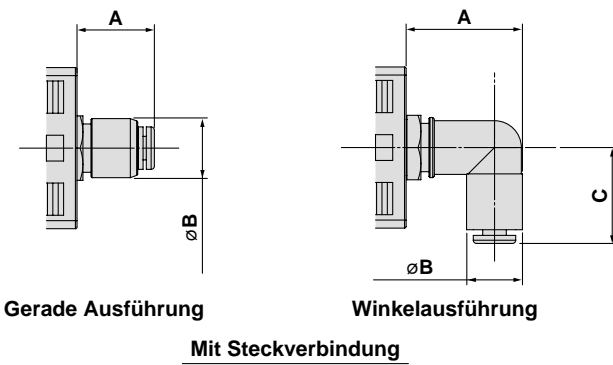 A
A
øB
C
øB
Gerade Ausführung
Winkelausführung
Mit Steckverbindung